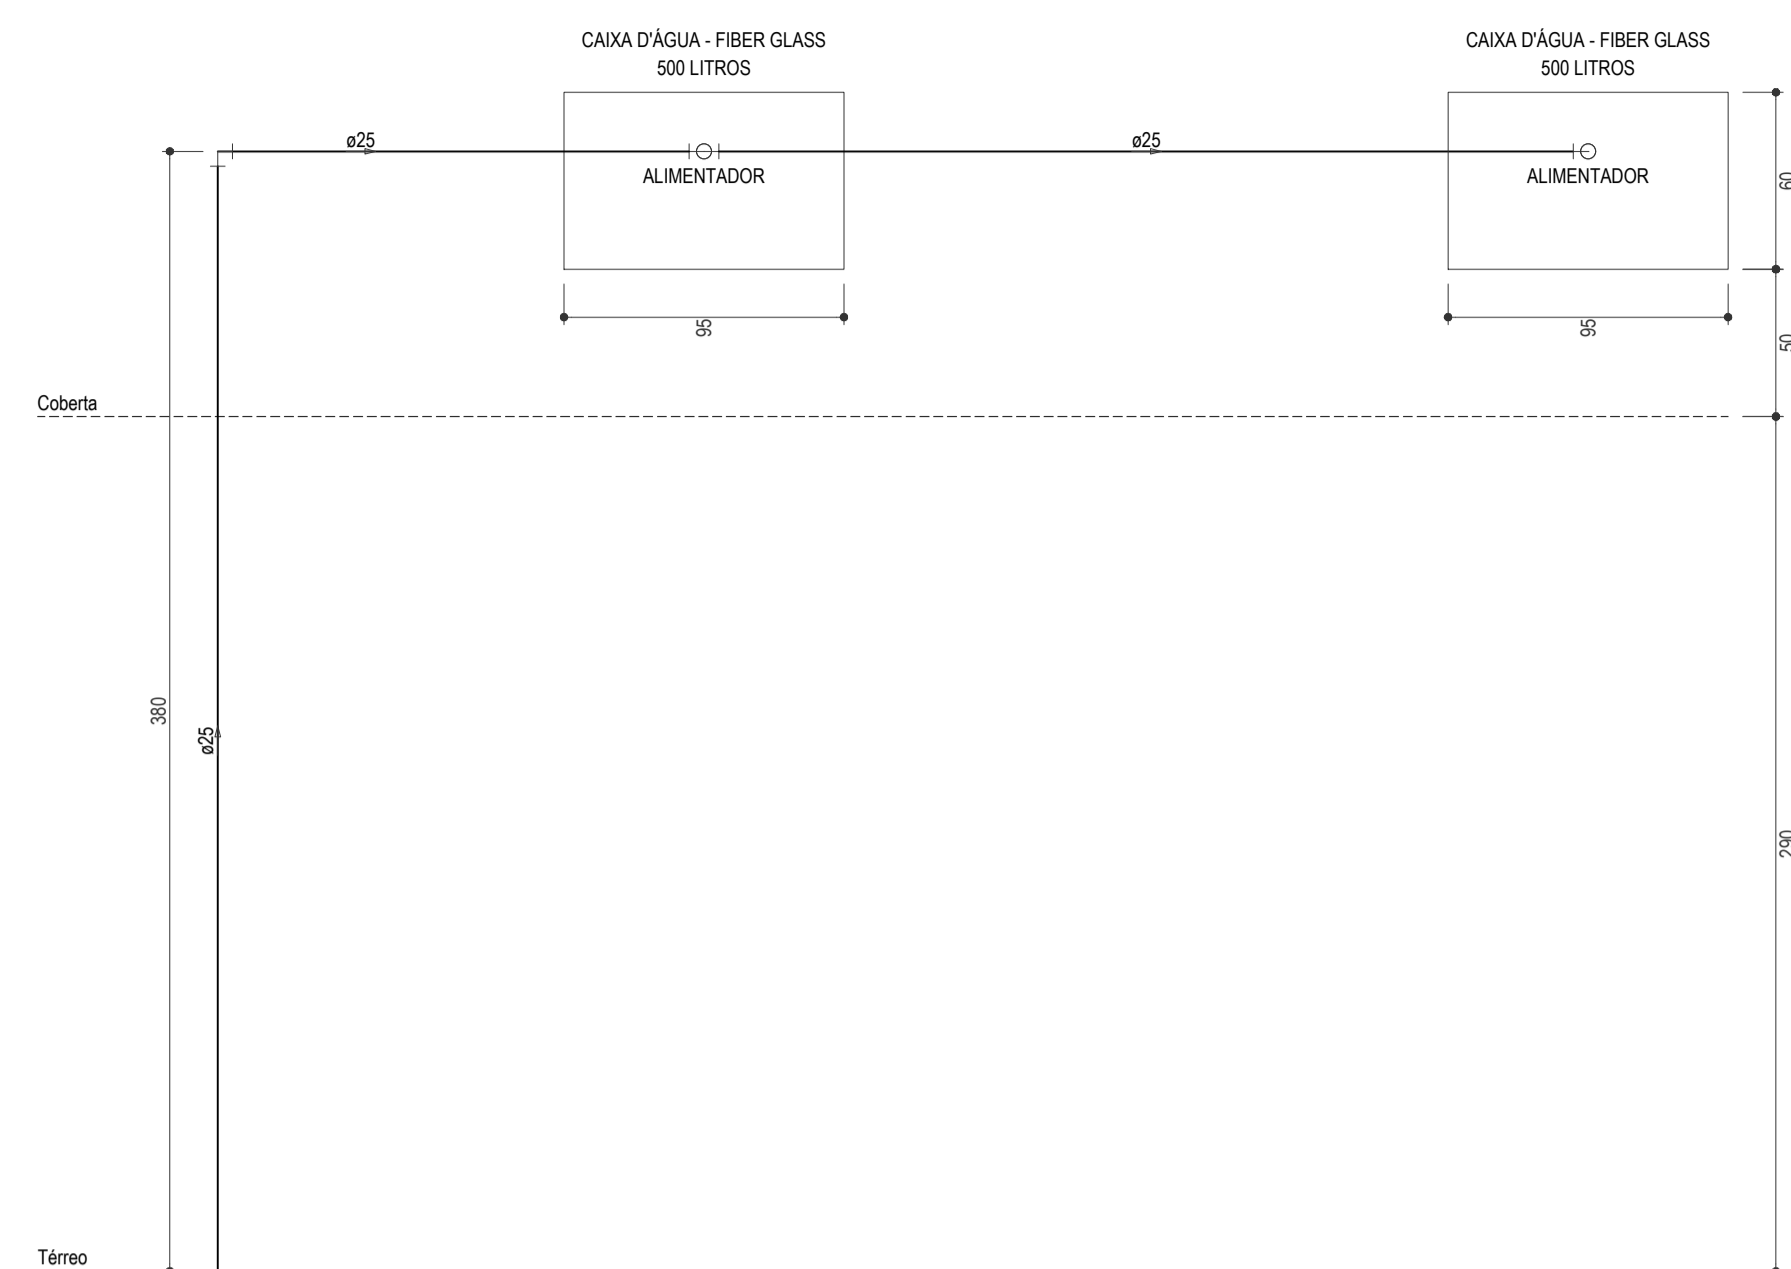 CAIXA D'ÁGUA - FIBER GLASS
500 LITROS
CAIXA D'ÁGUA - FIBER GLASS
500 LITROS
ø25
ø25
ALIMENTADOR
ALIMENTADOR
60
95
95
50
Coberta
380
ø25
290
Térreo